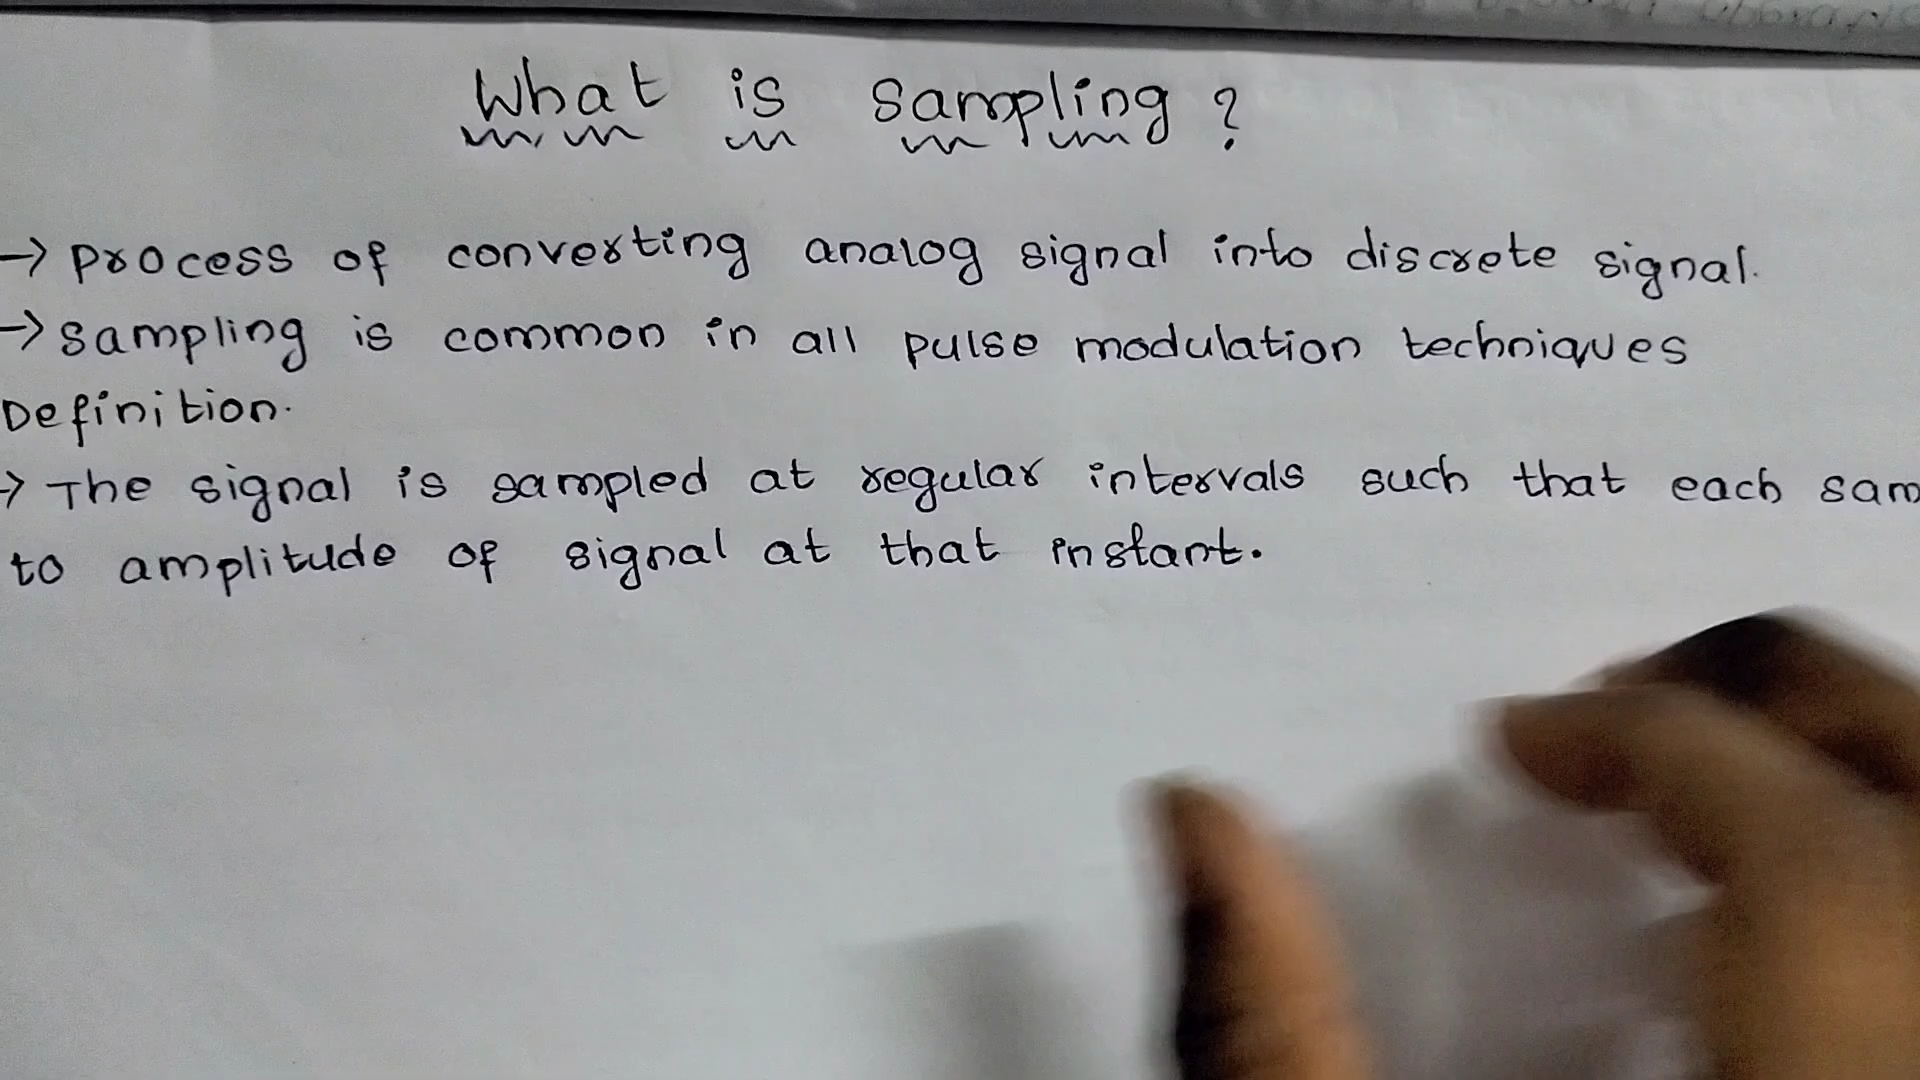 What is sampling ?
→ process of converting analog signal into discrete signal.
→ sampling is common in all pulse modulation techniques
Definition.
→ The signal is sampled at regular intervals such that each sam
to amplitude of signal at that instant.